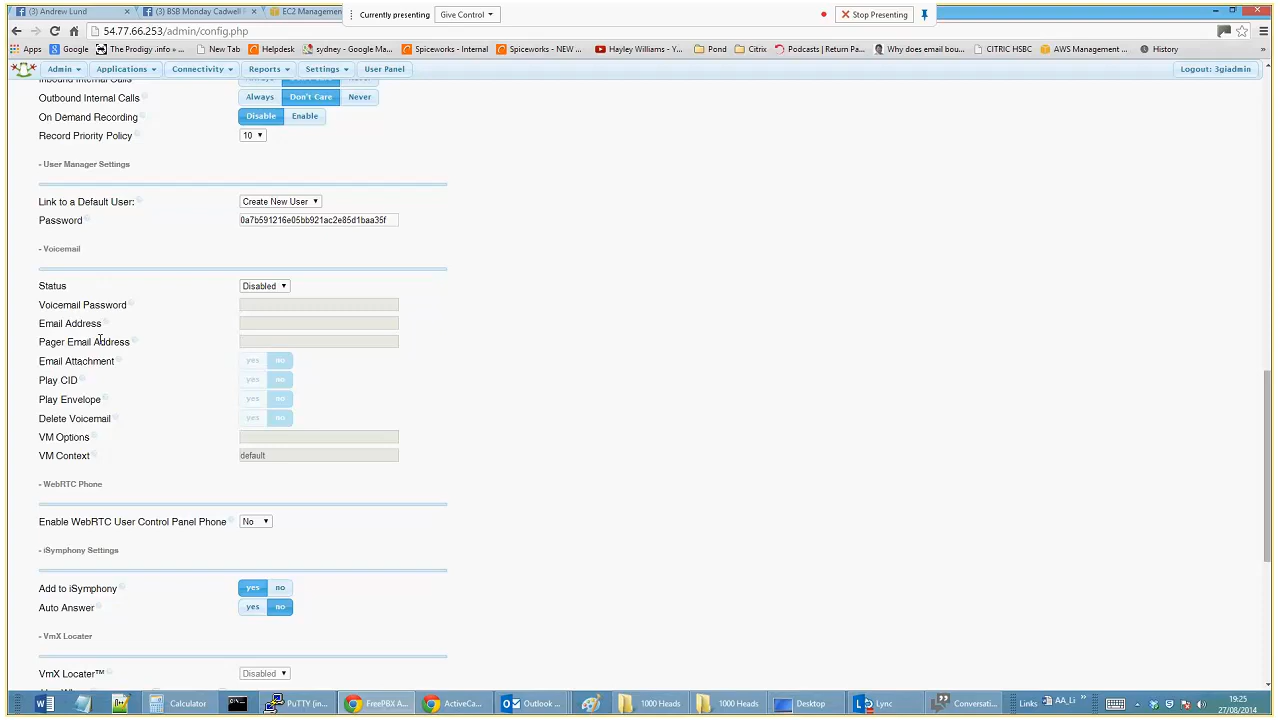 (3) Andrew Lund
(3) BSB Monday Cadwell
EC2 Management
Currently presenting
Give Control
Stop Presenting
54.77.66.253/admin/config.php
Apps
Google
The Prodigy .info »
New Tab
Helpdesk
sydney - Google Ma
Spiceworks - Internal
Spiceworks - NEW
Hayley Williams - Y
Pond
Citrix
Podcasts | Return Pa
Why does email bou
CITRIC HSBC
AWS Management
History
Admin
Applications
Connectivity
Reports
Settings
User Panel
Logout: 3giadmin
Inbound Internal Calls
Outbound Internal Calls
Always
Don't Care
Never
On Demand Recording
Disable
Enable
Record Priority Policy
10
- User Manager Settings
Link to a Default User:
Create New User
Password
0a7b591216e05bb921ac2e85d1baa35f
- Voicemail
Status
Disabled
Voicemail Password
Email Address
Pager Email Address
Email Attachment
yes
no
Play CID
yes
no
Play Envelope
yes
no
Delete Voicemail
yes
no
VM Options
VM Context
default
- WebRTC Phone
Enable WebRTC User Control Panel Phone
No
- iSymphony Settings
Add to iSymphony
yes
no
Auto Answer
yes
no
- VmX Locater
VmX Locater™
Disabled
Calculator
PuTTY (in...
FreePBX A...
ActiveCa...
Outlook ...
1000 Heads
1000 Heads
Desktop
Lync
Conversati...
Links
AA_Li
19:25
27/08/2014